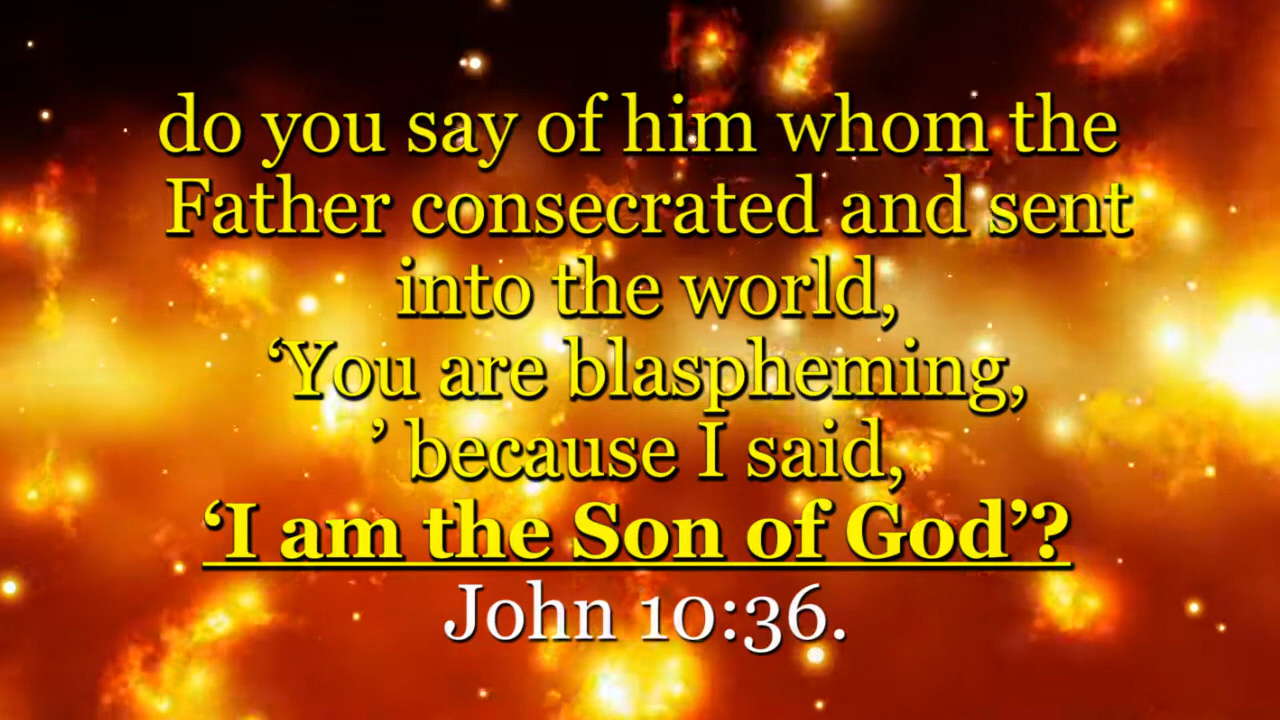 do you say of him whom the
Father consecrated and sent
into the world,
‘You are blaspheming,
’ because I said,
‘I am the Son of God’?
John 10:36.